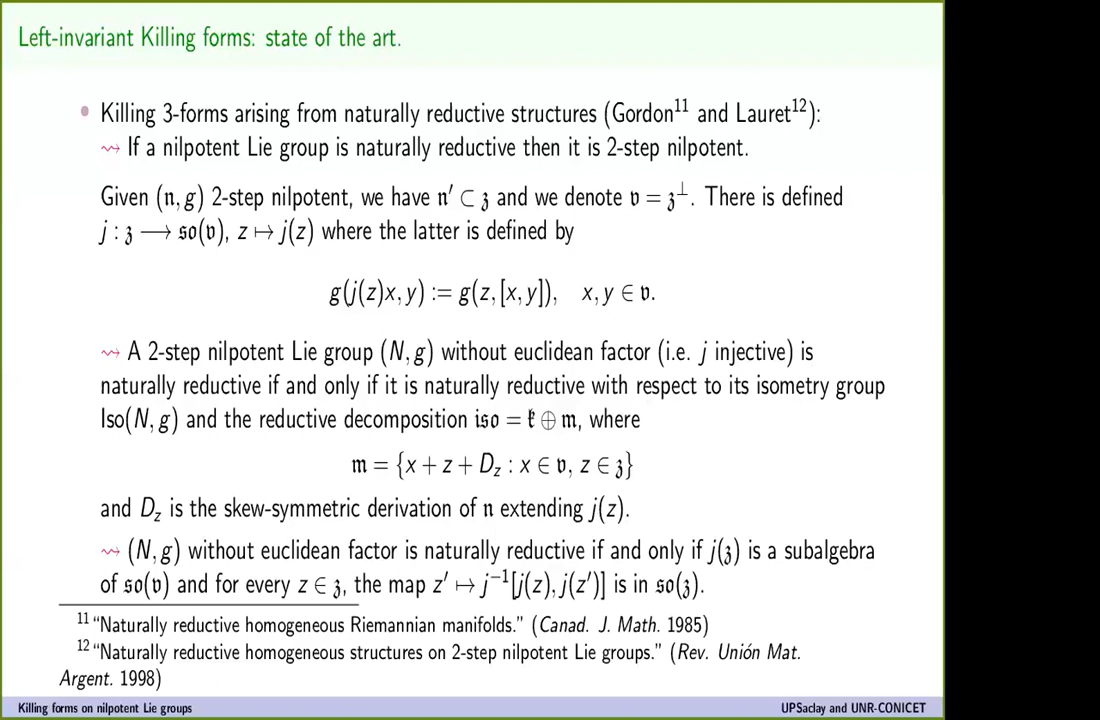 Left-invariant Killing forms: state of the art.
• Killing 3-forms arising from naturally reductive structures (Gordon¹¹ and Lauret¹²):
⇝ If a nilpotent Lie group is naturally reductive then it is 2-step nilpotent.
Given (𝔫, g) 2-step nilpotent, we have 𝔫′ ⊂ 𝔷 and we denote 𝔳 = 𝔷^⊥. There is defined
j : 𝔷 ⟶ 𝔰𝔬(𝔳), z ↦ j(z) where the latter is defined by
g(j(z)x, y) := g(z, [x, y]), x, y ∈ 𝔳.
⇝ A 2-step nilpotent Lie group (N, g) without euclidean factor (i.e. j injective) is
naturally reductive if and only if it is naturally reductive with respect to its isometry group
Iso(N, g) and the reductive decomposition 𝔦𝔰𝔬 = 𝔨 ⊕ 𝔪, where
𝔪 = {x + z + D_z : x ∈ 𝔳, z ∈ 𝔷}
and D_z is the skew-symmetric derivation of 𝔫 extending j(z).
⇝ (N, g) without euclidean factor is naturally reductive if and only if j(𝔷) is a subalgebra
of 𝔰𝔬(𝔳) and for every z ∈ 𝔷, the map z′ ↦ j⁻¹[j(z), j(z′)] is in 𝔰𝔬(𝔷).
¹¹ "Naturally reductive homogeneous Riemannian manifolds." (Canad. J. Math. 1985)
¹² "Naturally reductive homogeneous structures on 2-step nilpotent Lie groups." (Rev. Unión Mat.
Argent. 1998)
Killing forms on nilpotent Lie groups UPSaclay and UNR-CONICET